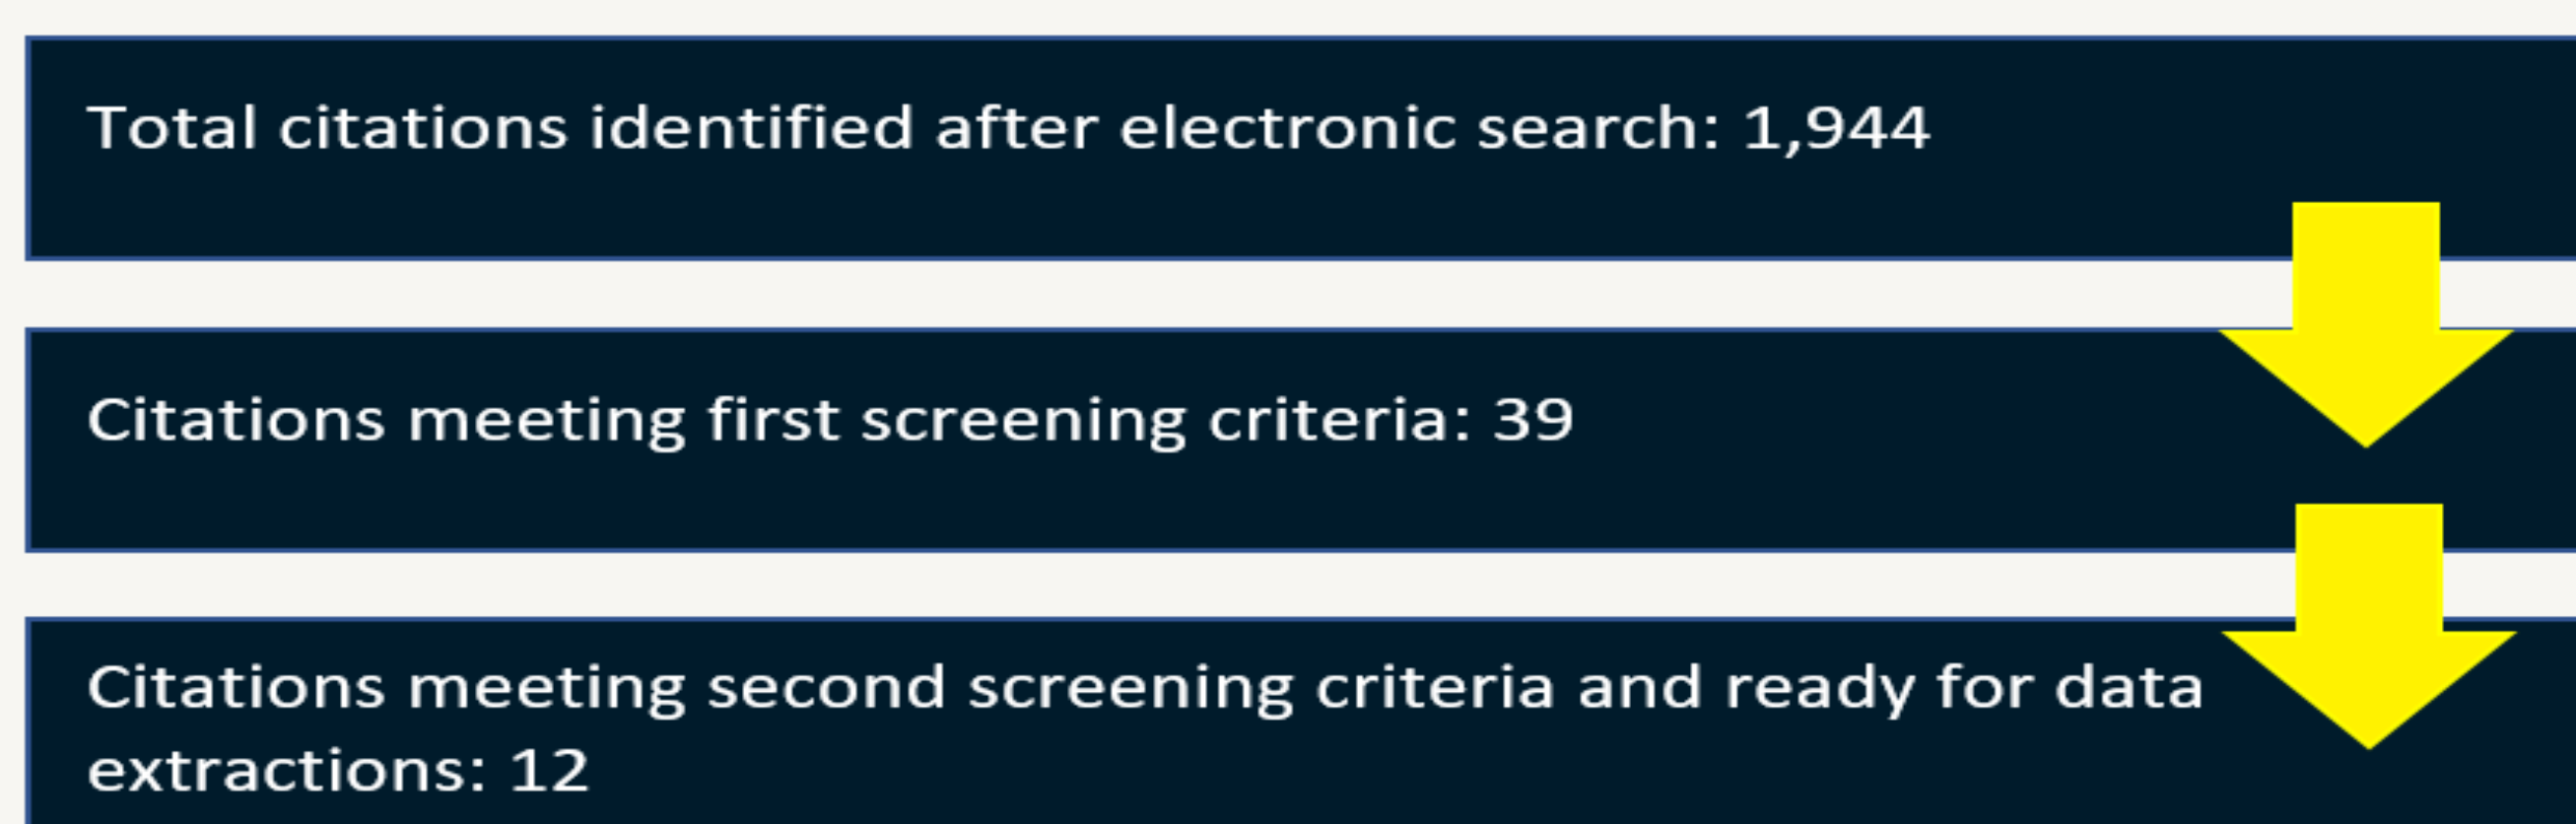 Total citations identified after electronic search: 1,944
Citations meeting first screening criteria: 39
Citations meeting second screening criteria and ready for data
extractions: 12